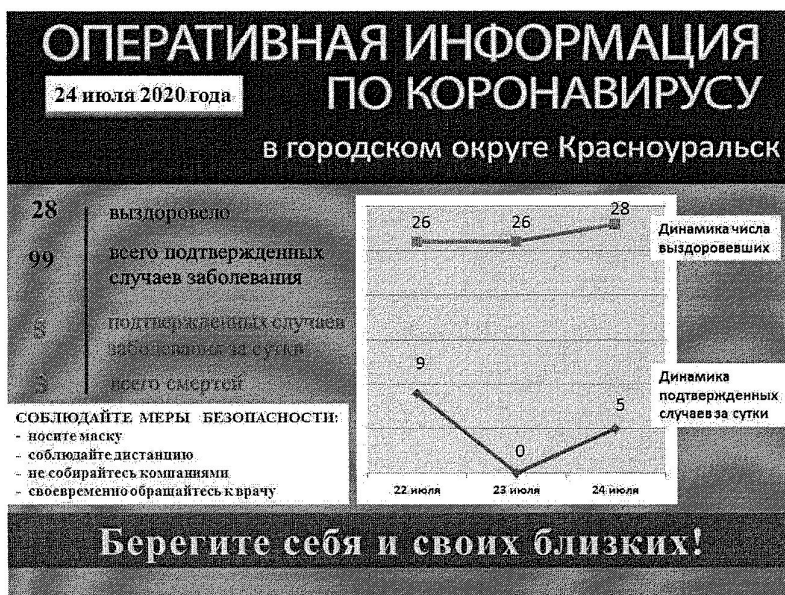 ОПЕРАТИВНАЯ ИНФОРМАЦИЯ
24 июля 2020 года
ПО КОРОНАВИРУСУ
в городском округе Красноуральск
28 выздоровело
99 всего подтвержденных
случаев заболевания
5 подтвержденных случаев
заболевания за сутки
3 всего смертей
СОБЛЮДАЙТЕ МЕРЫ БЕЗОПАСНОСТИ:
- носите маску
- соблюдайте дистанцию
- не собирайтесь компаниями
- своевременно обращайтесь к врачу
26 26 28
Динамика числа
выздоровевших
9 0 5
Динамика
подтвержденных
случаев за сутки
22 июля 23 июля 24 июля
Берегите себя и своих близких!